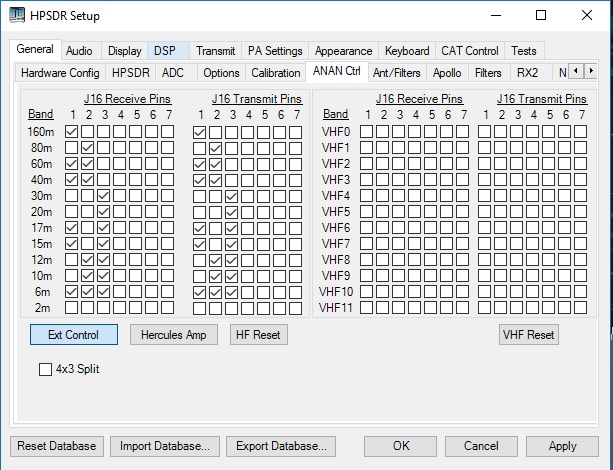 HPSDR Setup
General Audio Display DSP Transmit PA Settings Appearance Keyboard CAT Control Tests
Hardware Config HPSDR ADC Options Calibration ANAN Ctrl Ant/Filters Apollo Filters RX2 N
J16 Receive Pins J16 Transmit Pins J16 Receive Pins J16 Transmit Pins
Band 1 2 3 4 5 6 7 1 2 3 4 5 6 7 Band 1 2 3 4 5 6 7 1 2 3 4 5 6 7
160m VHF0
80m VHF1
60m VHF2
40m VHF3
30m VHF4
20m VHF5
17m VHF6
15m VHF7
12m VHF8
10m VHF9
6m VHF10
2m VHF11
Ext Control Hercules Amp HF Reset VHF Reset
4x3 Split
Reset Database Import Database... Export Database... OK Cancel Apply